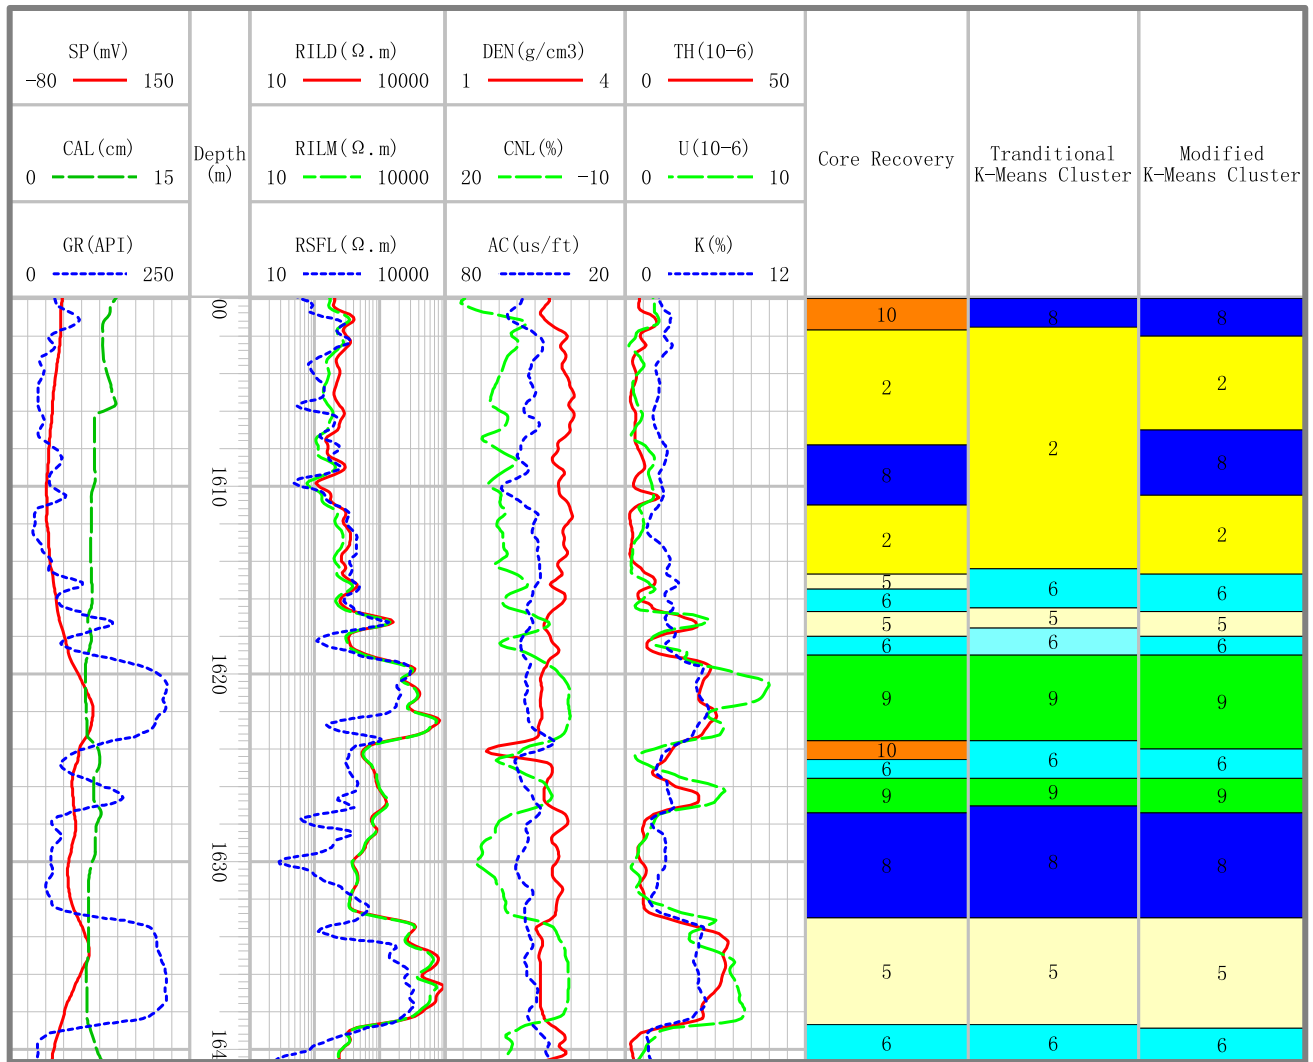 SP(mV)
-80 150
CAL(cm)
0 15
GR(API)
0 250
Depth
(m)
RILD(Ω.m)
10 10000
RILM(Ω.m)
10 10000
RSFL(Ω.m)
10 10000
DEN(g/cm3)
1 4
CNL(%)
20 -10
AC(us/ft)
80 20
TH(10-6)
0 50
U(10-6)
0 10
K(%)
0 12
Core Recovery
Tranditional
K-Means Cluster
Modified
K-Means Cluster
00
1610
1620
1630
164
10
2
8
2
5
6
5
6
9
10
6
9
8
5
6
8
2
6
5
6
9
6
9
8
5
6
8
2
8
2
6
5
6
9
6
9
8
5
6